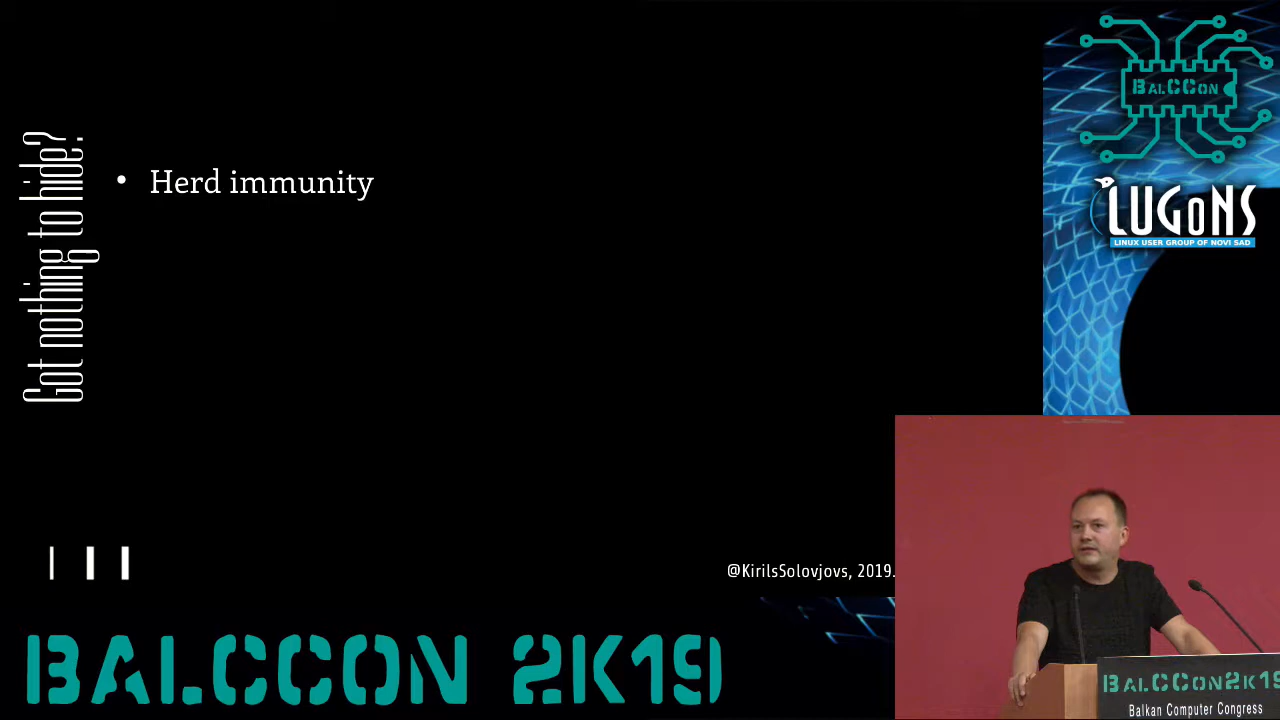 Got nothing to hide?
• Herd immunity
@KirilsSolovjovs, 2019.
BALCCON 2K19
BALCCON
LUGONS
LINUX USER GROUP OF NOVI SAD
BALCCON2K19
Balkan Computer Congress